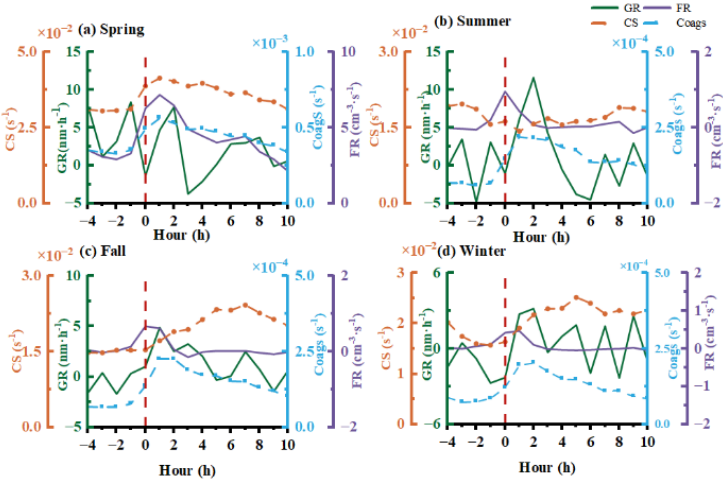 GR FR
CS Coags
(a) Spring
×10⁻²
×10⁻³
5.0 15 1.0 10
10
5
2.5 0.5 5
0
0.0 −5 0.0 0
CS (s⁻¹)
GR(nm·h⁻¹)
CoagS (s⁻¹)
FR (cm⁻³·s⁻¹)
−4 −2 0 2 4 6 8 10
Hour (h)
(b) Summer
×10⁻²
×10⁻⁴
3.0 15 5.0 2
10
5
1.5 2.5 0
0
0.0 −5 0.0 −2
CS (s⁻¹)
GR (nm·h⁻¹)
Coags (s⁻¹)
FR (cm⁻³·s⁻¹)
−4 −2 0 2 4 6 8 10
Hour (h)
(c) Fall
×10⁻²
×10⁻⁴
3.0 10 5.0 2
5
1.5 2.5 0
0
0.0 −5 0.0 −2
CS (s⁻¹)
GR (nm·h⁻¹)
Coags (s⁻¹)
FR (cm⁻³·s⁻¹)
−4 −2 0 2 4 6 8 10
Hour (h)
(d) Winter
×10⁻²
×10⁻⁴
3 6 5.0 2
2 1
0 2.5 0
1 −1
0 −6 0.0 −2
CS (s⁻¹)
GR (nm·h⁻¹)
Coags (s⁻¹)
FR (cm⁻³·s⁻¹)
−4 −2 0 2 4 6 8 10
Hour (h)